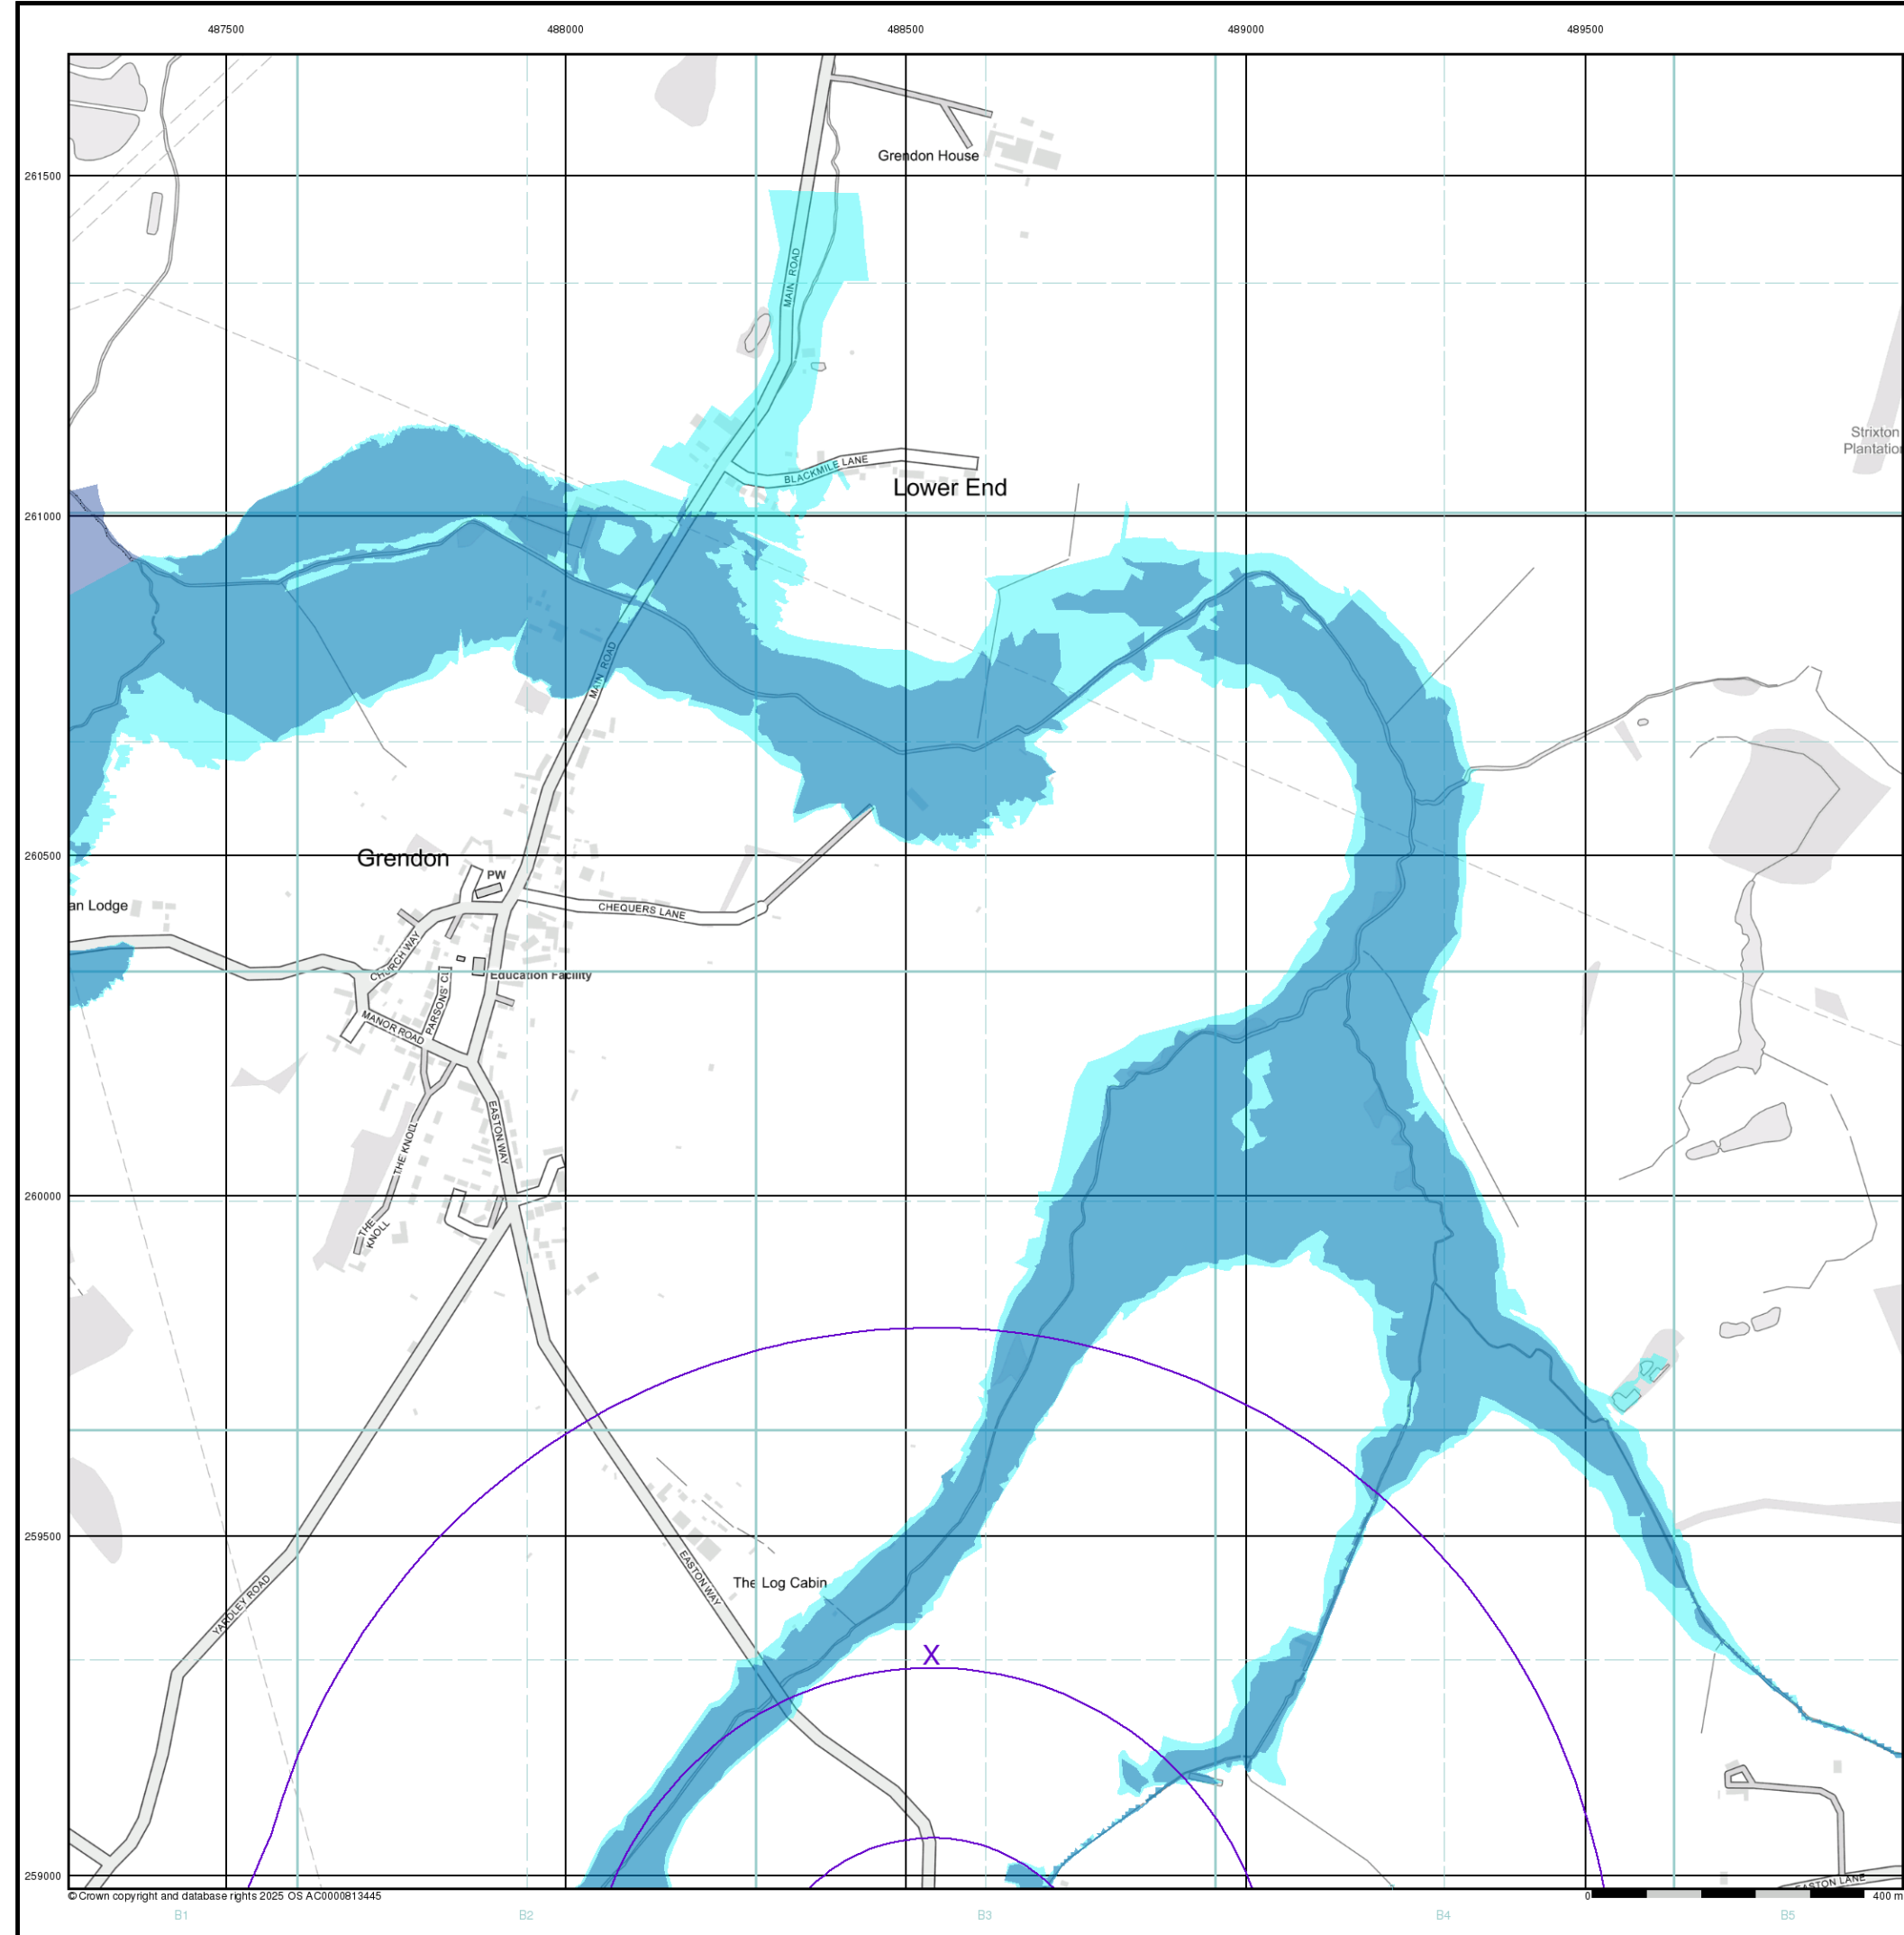 487500 488000 488500 489000 489500
Grendon House
261500
MAIN ROAD
Strixton
Plantatio
BLACKMILE LANE
Lower End
261000
MAIN ROAD
260500
Grendon
PW
an Lodge
CHEQUERS LANE
CHURCH WAY
Education Facility
PARSONS' CL
MANOR ROAD
EASTON WAY
THE KNOLL
260000
THE
KNOLL
259500
EASTON WAY
The Log Cabin
YARDLEY ROAD
X
259000
EASTON LANE
© Crown copyright and database rights 2025 OS AC0000813445
0 400 m
B1 B2 B3 B4 B5